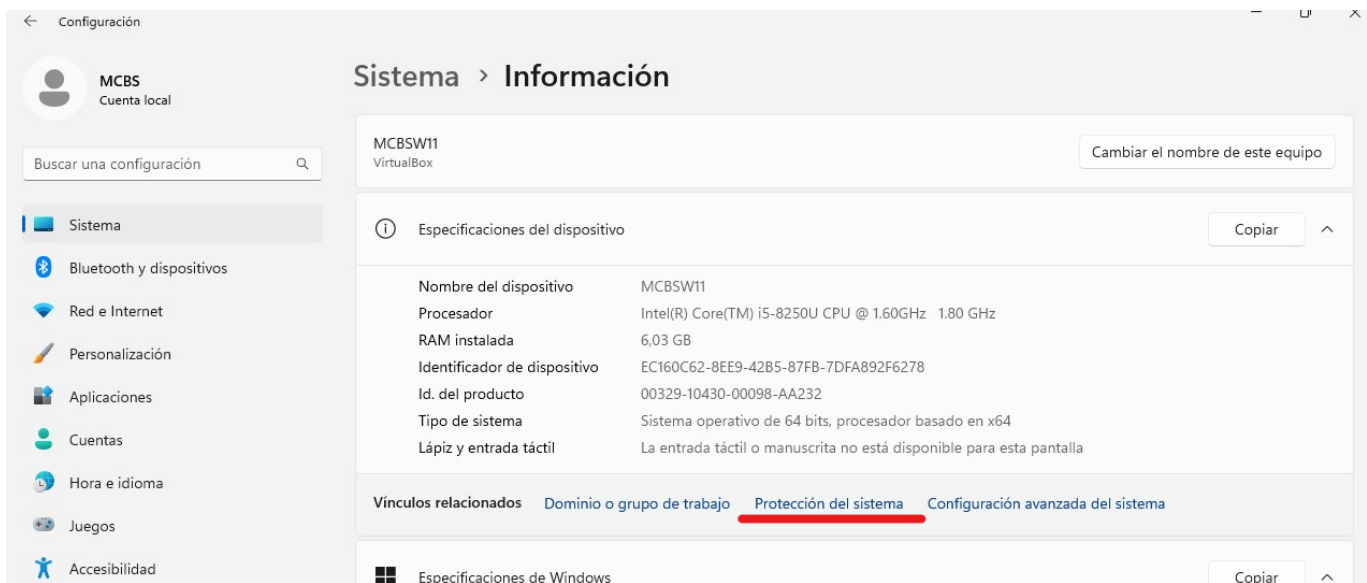 Configuración
MCBS
Cuenta local
Buscar una configuración
Sistema
Bluetooth y dispositivos
Red e Internet
Personalización
Aplicaciones
Cuentas
Hora e idioma
Juegos
Accesibilidad
Sistema > Información
MCBSW11
VirtualBox
Cambiar el nombre de este equipo
Especificaciones del dispositivo
Copiar
Nombre del dispositivo MCBSW11
Procesador Intel(R) Core(TM) i5-8250U CPU @ 1.60GHz 1.80 GHz
RAM instalada 6,03 GB
Identificador de dispositivo EC160C62-8EE9-42B5-87FB-7DFA892F6278
Id. del producto 00329-10430-00098-AA232
Tipo de sistema Sistema operativo de 64 bits, procesador basado en x64
Lápiz y entrada táctil La entrada táctil o manuscrita no está disponible para esta pantalla
Vínculos relacionados Dominio o grupo de trabajo Protección del sistema Configuración avanzada del sistema
Especificaciones de Windows
Copiar